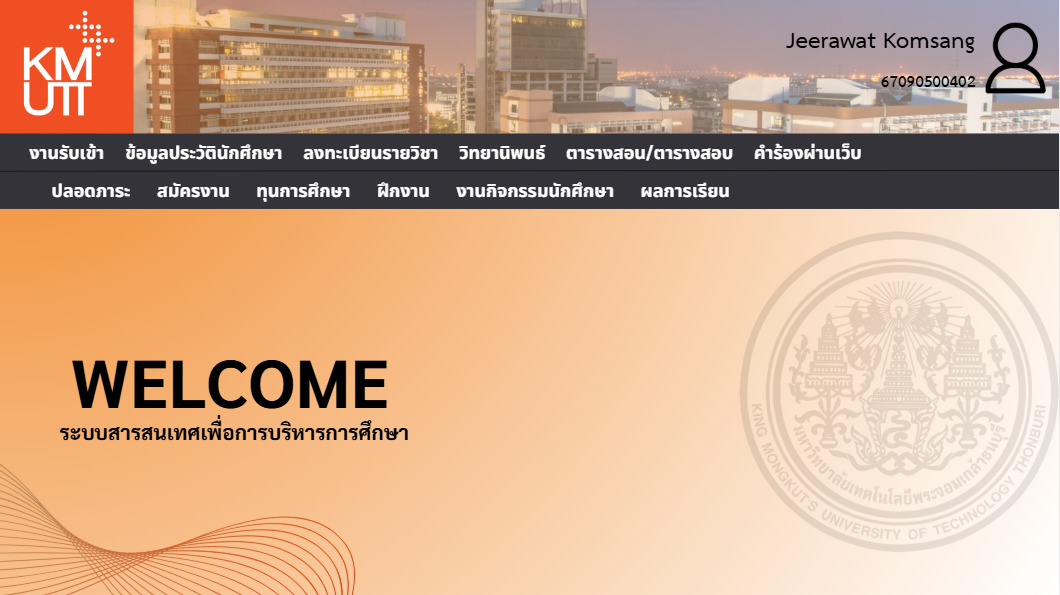 KM
UTT
Jeerawat Komsang
67090500402
งานรับเข้า ข้อมูลประวัตินักศึกษา ลงทะเบียนรายวิชา วิทยานิพนธ์ ตารางสอน/ตารางสอบ คำร้องผ่านเว็บ
ปลอดภาระ สมัครงาน ทุนการศึกษา ฝึกงาน งานกิจกรรมนักศึกษา ผลการเรียน
WELCOME
ระบบสารสนเทศเพื่อการบริหารการศึกษา
มหาวิทยาลัยเทคโนโลยีพระจอมเกล้าธนบุรี
KING MONGKUT'S UNIVERSITY OF TECHNOLOGY THONBURI